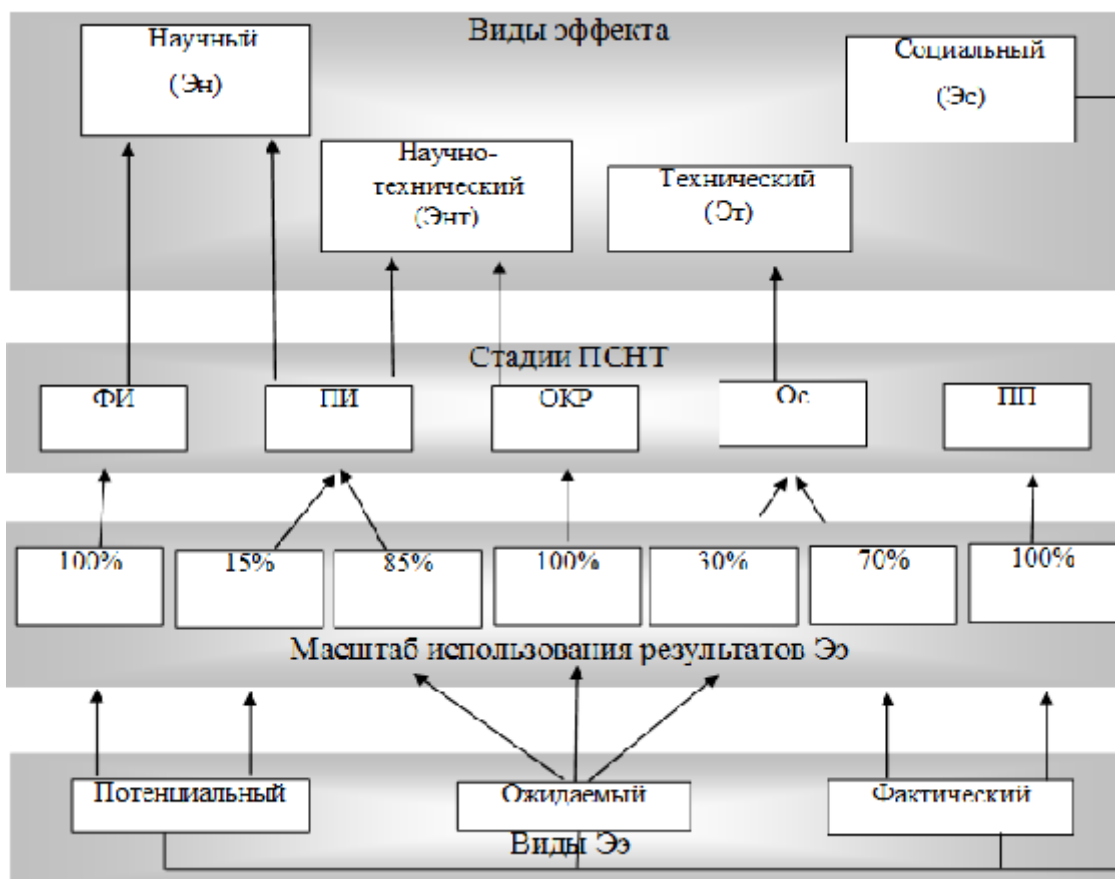 Виды эффекта
Научный
(Эн)
Социальный
(Эс)
Научно-
технический
(Энт)
Технический
(Эт)
Стадии ПСНТ
ФИ
ПИ
ОКР
Ос
ПП
100%
15%
85%
100%
30%
70%
100%
Масштаб использования результатов Ээ
Потенциальный
Ожидаемый
Фактический
Виды Ээ